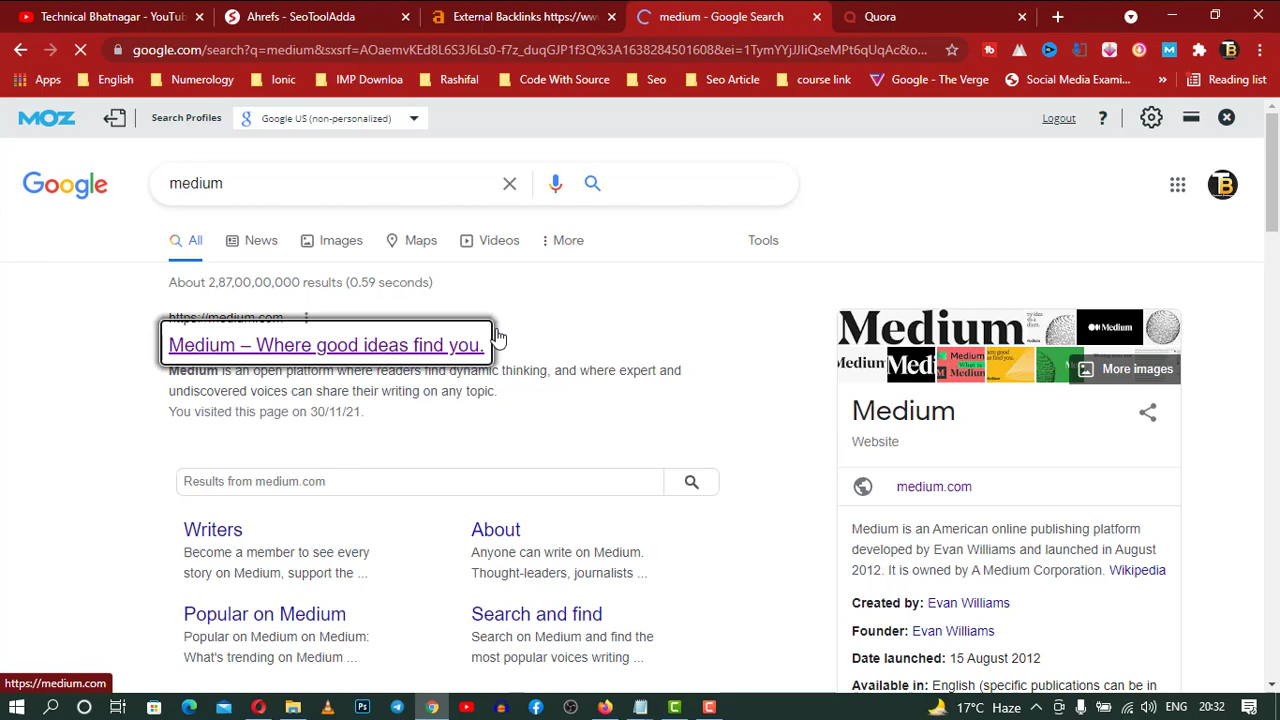 Technical Bhatnagar - YouTub
Ahrefs - SeoToolAdda
External Backlinks https://www
medium - Google Search
Quora
google.com/search?q=medium&sxsrf=AOaemvKEd8L6S3J6Ls0-f7z_duqGJP1f3Q%3A1638284501608&ei=1TymYYjJIiQseMPt6qUqAc&o...
Apps
English
Numerology
Ionic
IMP Downloa
Rashifal
Code With Source
Seo
Seo Article
course link
Google - The Verge
Social Media Exami...
Reading list
MOZ
Search Profiles
Google US (non-personalized)
Logout
Google
medium
TB
All
News
Images
Maps
Videos
More
Tools
About 2,87,00,00,000 results (0.59 seconds)
https://medium.com
Medium – Where good ideas find you.
Medium is an open platform where readers find dynamic thinking, and where expert and
undiscovered voices can share their writing on any topic.
You visited this page on 30/11/21.
Results from medium.com
Writers
Become a member to see every
story on Medium, support the ...
About
Anyone can write on Medium.
Thought-leaders, journalists ...
Popular on Medium
Popular on Medium on Medium:
What's trending on Medium ...
Search and find
Search on Medium and find the
most popular voices writing ...
Medium
More images
Medium
Website
medium.com
Medium is an American online publishing platform
developed by Evan Williams and launched in August
2012. It is owned by A Medium Corporation. Wikipedia
Created by: Evan Williams
Founder: Evan Williams
Date launched: 15 August 2012
Available in: English (specific publications can be in
https://medium.com
17°C Haze
ENG
20:32